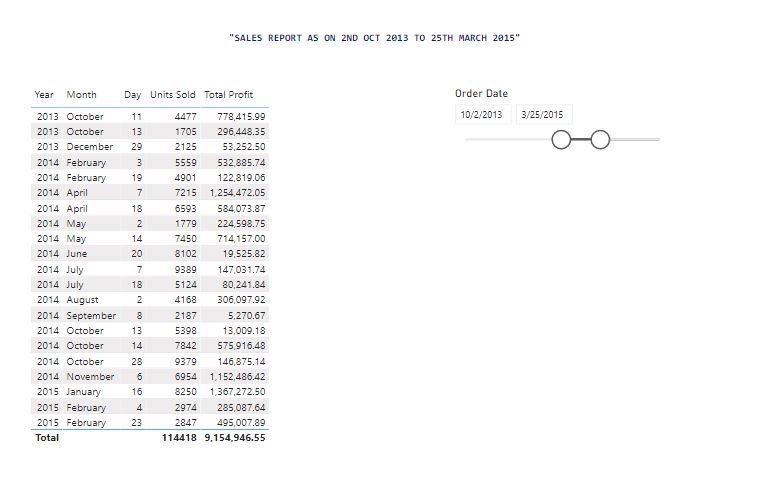 "SALES REPORT AS ON 2ND OCT 2013 TO 25TH MARCH 2015"
Year Month Day Units Sold Total Profit
2013 October 11 4477 778,415.99
2013 October 13 1705 296,448.35
2013 December 29 2125 53,252.50
2014 February 3 5559 532,885.74
2014 February 19 4901 122,819.06
2014 April 7 7215 1,254,472.05
2014 April 18 6593 584,073.87
2014 May 2 1779 224,598.75
2014 May 14 7450 714,157.00
2014 June 20 8102 19,525.82
2014 July 7 9389 147,031.74
2014 July 18 5124 80,241.84
2014 August 2 4168 306,097.92
2014 September 8 2187 5,270.67
2014 October 13 5398 13,009.18
2014 October 14 7842 575,916.48
2014 October 28 9379 146,875.14
2014 November 6 6954 1,152,486.42
2015 January 16 8250 1,367,272.50
2015 February 4 2974 285,087.64
2015 February 23 2847 495,007.89
Total 114418 9,154,946.55
Order Date
10/2/2013 3/25/2015